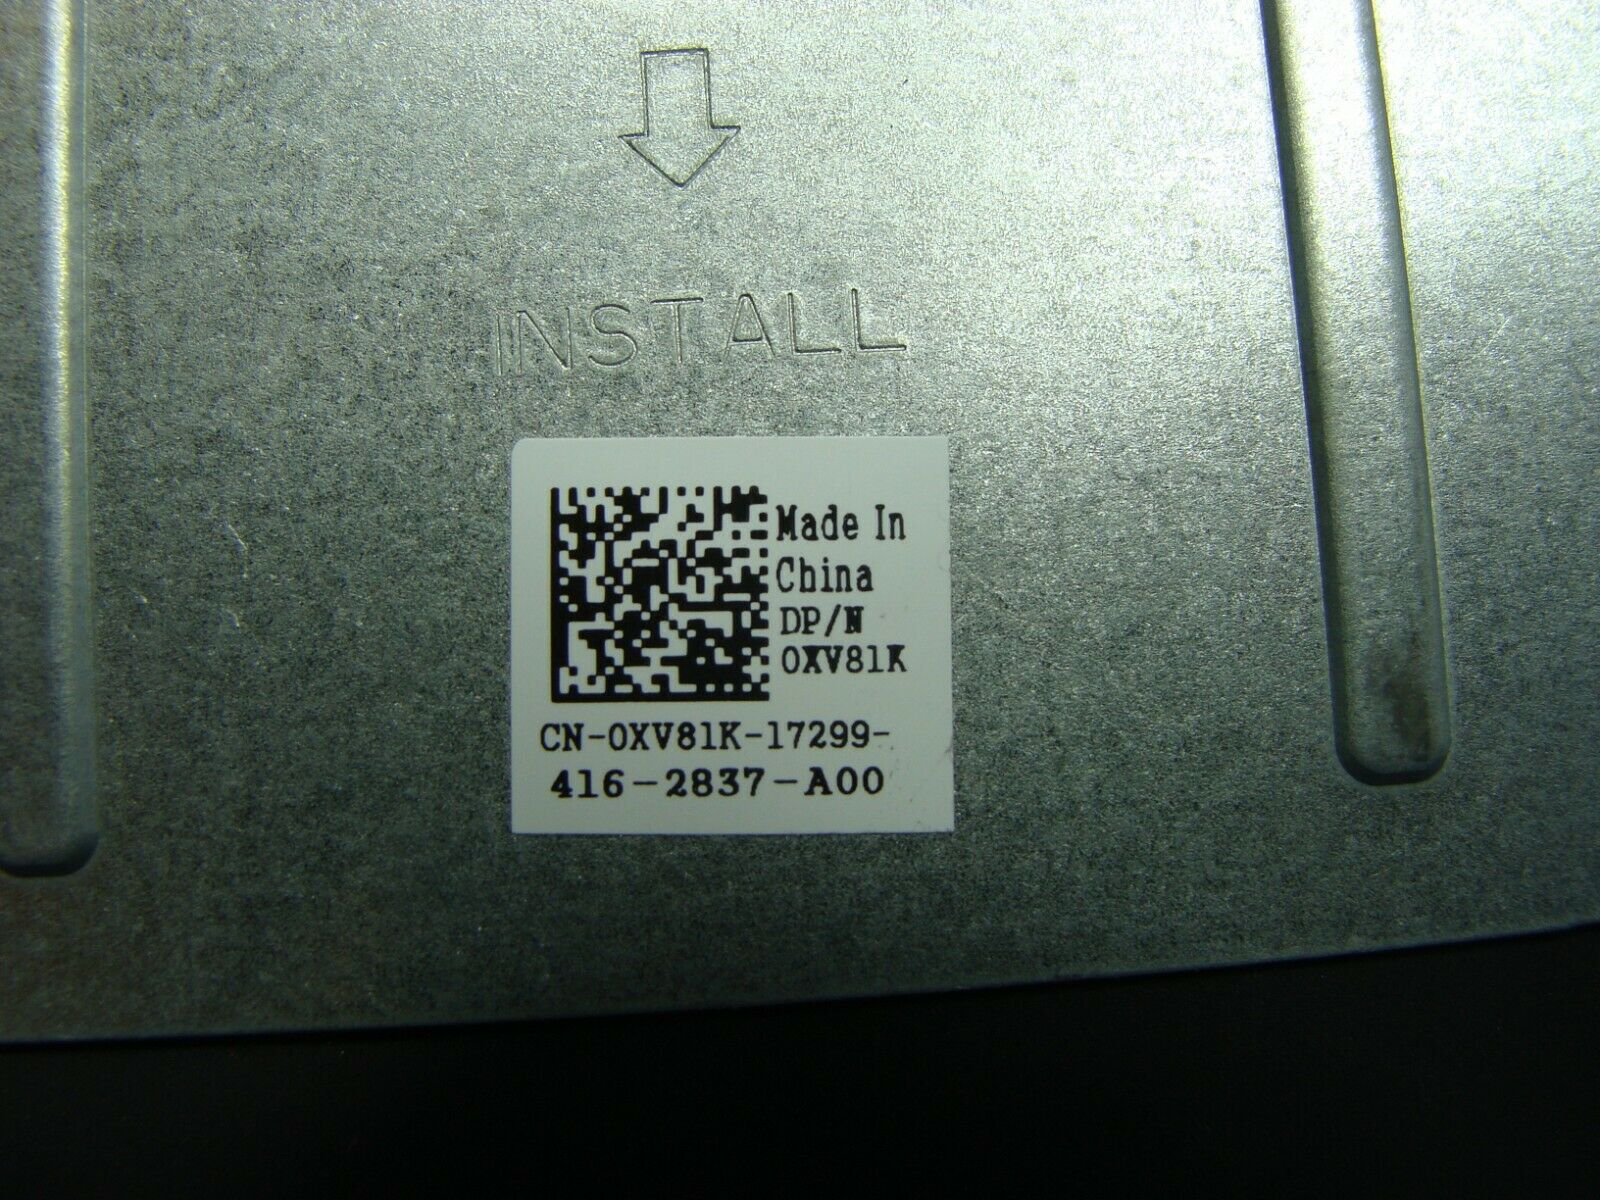 INSTALL
Made In
China
DP/N
0XV81K
CN-0XV81K-17299-
416-2837-A00